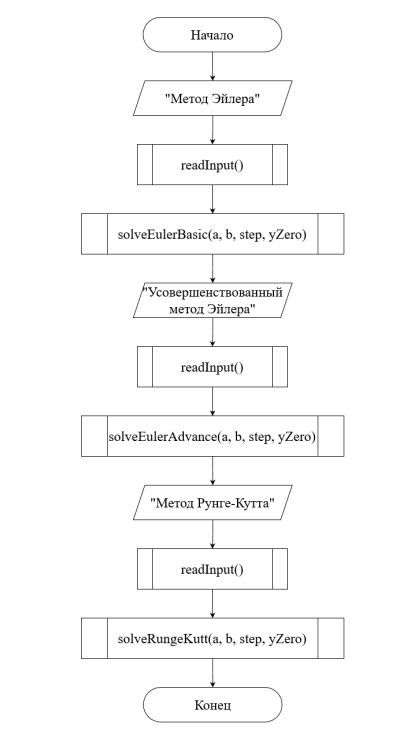 Начало
"Метод Эйлера"
readInput()
solveEulerBasic(a, b, step, yZero)
"Усовершенствованный
метод Эйлера"
readInput()
solveEulerAdvance(a, b, step, yZero)
"Метод Рунге-Кутта"
readInput()
solveRungeKutt(a, b, step, yZero)
Конец